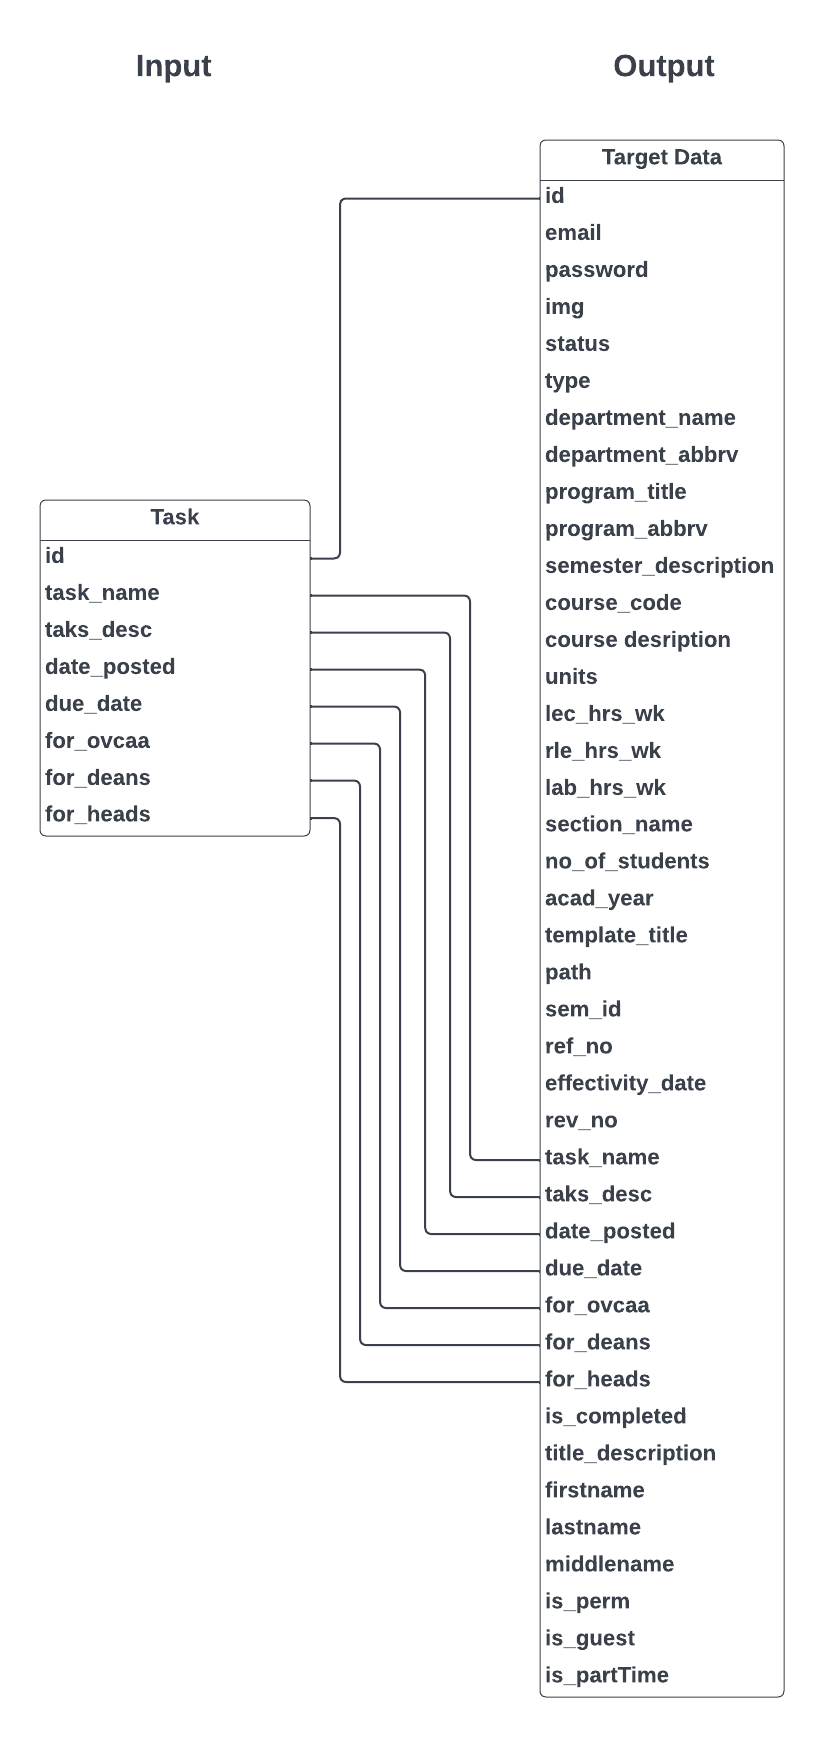 Input
Output
Target Data
id
email
password
img
status
type
department_name
department_abbrv
program_title
program_abbrv
semester_description
course_code
course desription
units
lec_hrs_wk
rle_hrs_wk
lab_hrs_wk
section_name
no_of_students
acad_year
template_title
path
sem_id
ref_no
effectivity_date
rev_no
task_name
taks_desc
date_posted
due_date
for_ovcaa
for_deans
for_heads
is_completed
title_description
firstname
lastname
middlename
is_perm
is_guest
is_partTime
Task
id
task_name
taks_desc
date_posted
due_date
for_ovcaa
for_deans
for_heads